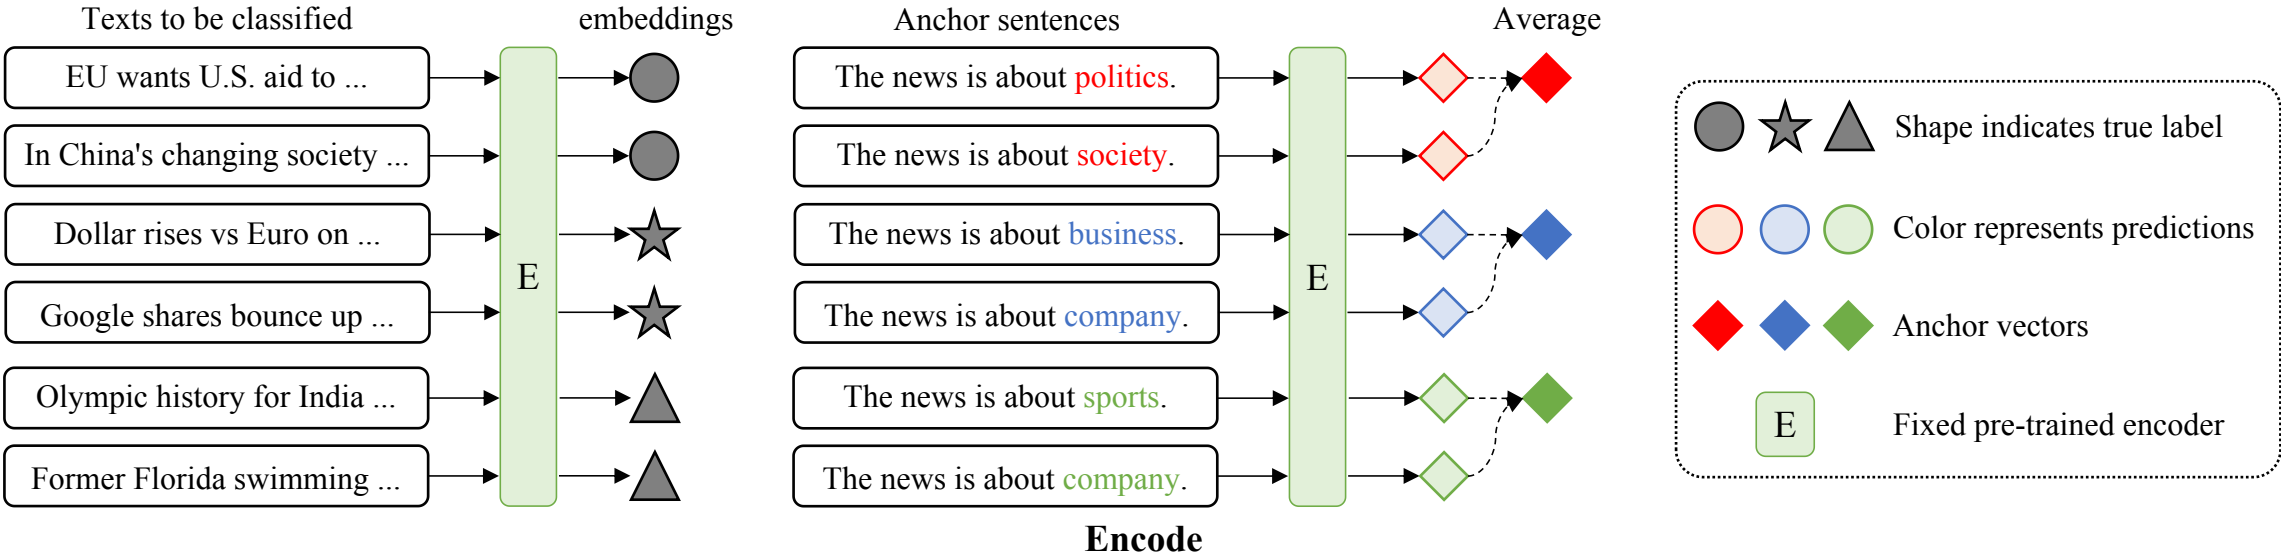 Texts to be classified
embeddings
EU wants U.S. aid to ...
In China's changing society ...
Dollar rises vs Euro on ...
Google shares bounce up ...
Olympic history for India ...
Former Florida swimming ...
E
Anchor sentences
Average
The news is about politics.
The news is about society.
The news is about business.
The news is about company.
The news is about sports.
The news is about company.
E
Encode
Shape indicates true label
Color represents predictions
Anchor vectors
E Fixed pre-trained encoder